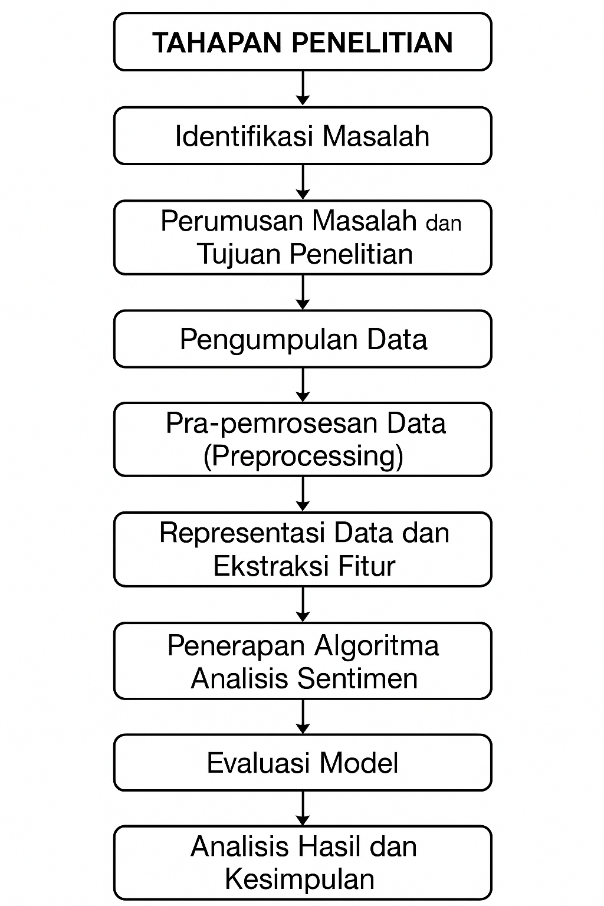 TAHAPAN PENELITIAN
Identifikasi Masalah
Perumusan Masalah dan
Tujuan Penelitian
Pengumpulan Data
Pra-pemrosesan Data
(Preprocessing)
Representasi Data dan
Ekstraksi Fitur
Penerapan Algoritma
Analisis Sentimen
Evaluasi Model
Analisis Hasil dan
Kesimpulan